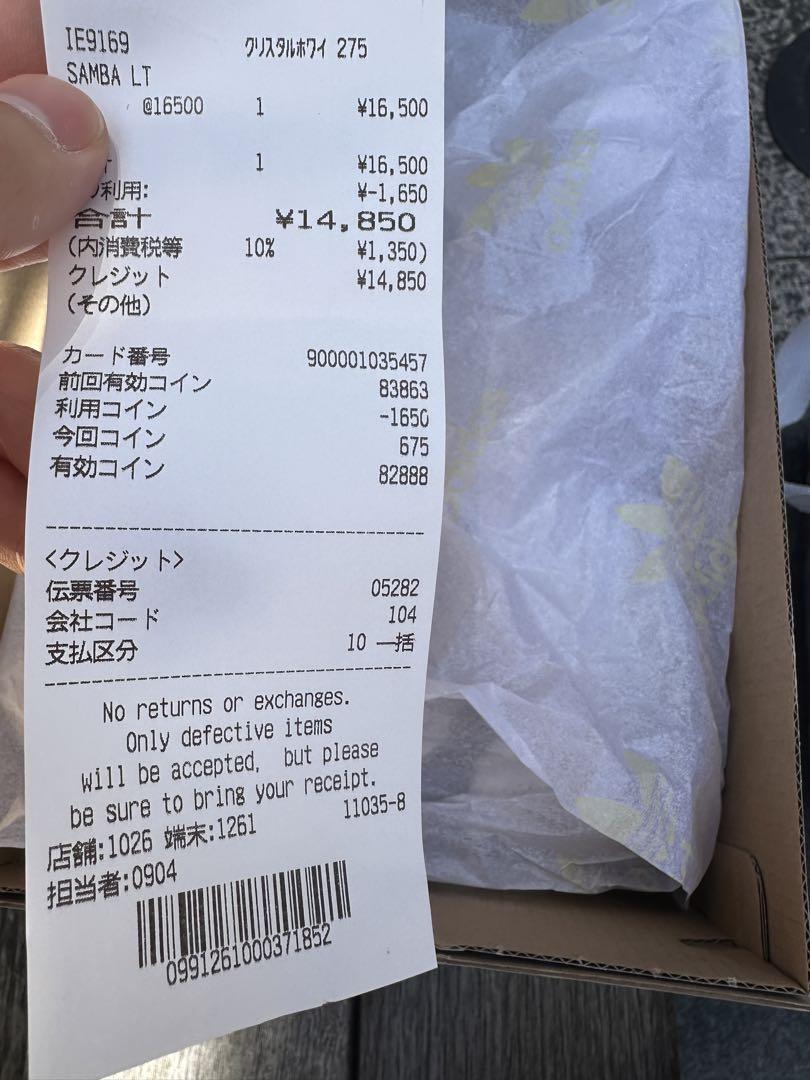 IE9169 クリスタルホワイ 275
SAMBA LT
@16500 1 ¥16,500
1 ¥16,500
利用: ¥-1,650
合計 ¥14,850
(内消費税等 10% ¥1,350)
クレジット ¥14,850
(その他)
カード番号 900001035457
前回有効コイン 83863
利用コイン -1650
今回コイン 675
有効コイン 82888
<クレジット>
伝票番号 05282
会社コード 104
支払区分 10 一括
No returns or exchanges.
Only defective items
will be accepted, but please
be sure to bring your receipt.
11035-8
店舗:1026 端末:1261
担当者:0904
0991261000371852